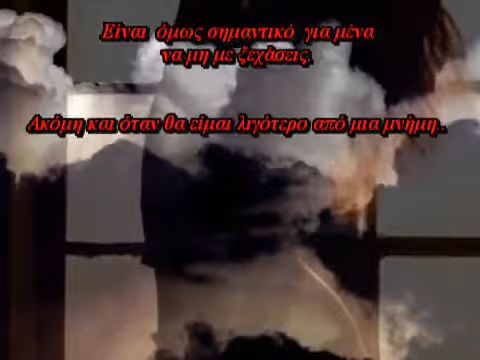 Είναι όμως σημαντικό για μένα
να μη με ξεχάσεις.
Ακόμη και όταν θα είμαι λιγότερο από μια μνήμη..